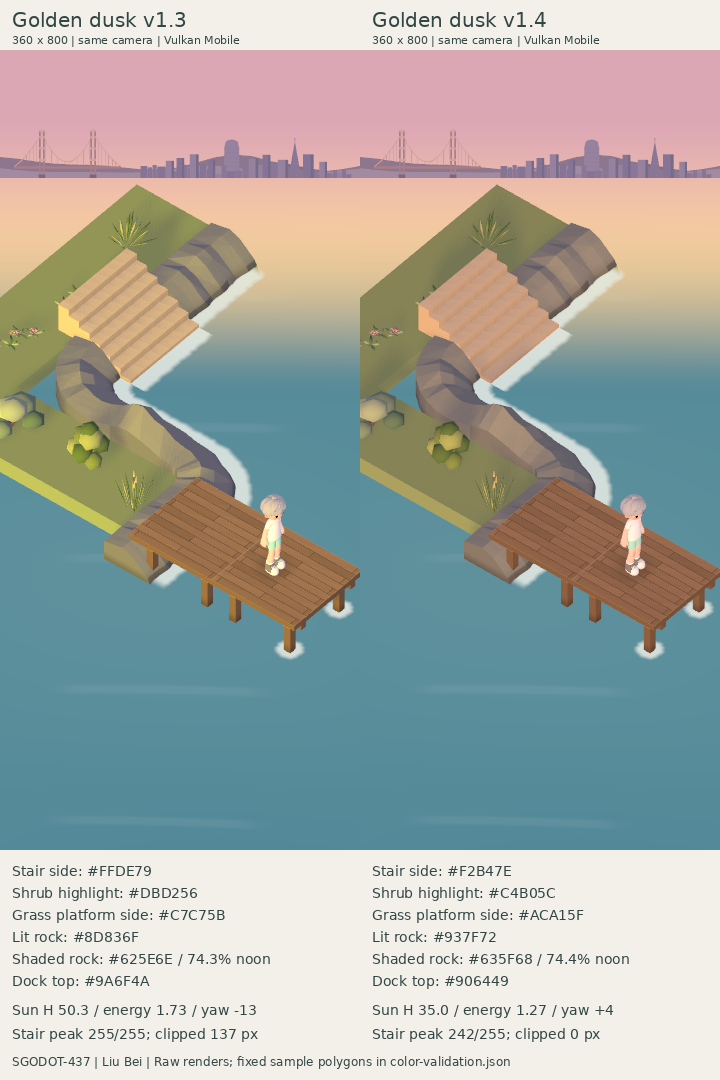 Golden dusk v1.3
360 x 800 | same camera | Vulkan Mobile
Golden dusk v1.4
360 x 800 | same camera | Vulkan Mobile
Stair side: #FFDE79
Shrub highlight: #DBD256
Grass platform side: #C7C75B
Lit rock: #8D836F
Shaded rock: #625E6E / 74.3% noon
Dock top: #9A6F4A
Sun H 50.3 / energy 1.73 / yaw -13
Stair peak 255/255; clipped 137 px
Stair side: #F2B47E
Shrub highlight: #C4B05C
Grass platform side: #ACA15F
Lit rock: #937F72
Shaded rock: #635F68 / 74.4% noon
Dock top: #906449
Sun H 35.0 / energy 1.27 / yaw +4
Stair peak 242/255; clipped 0 px
SGODOT-437 | Liu Bei | Raw renders; fixed sample polygons in color-validation.json